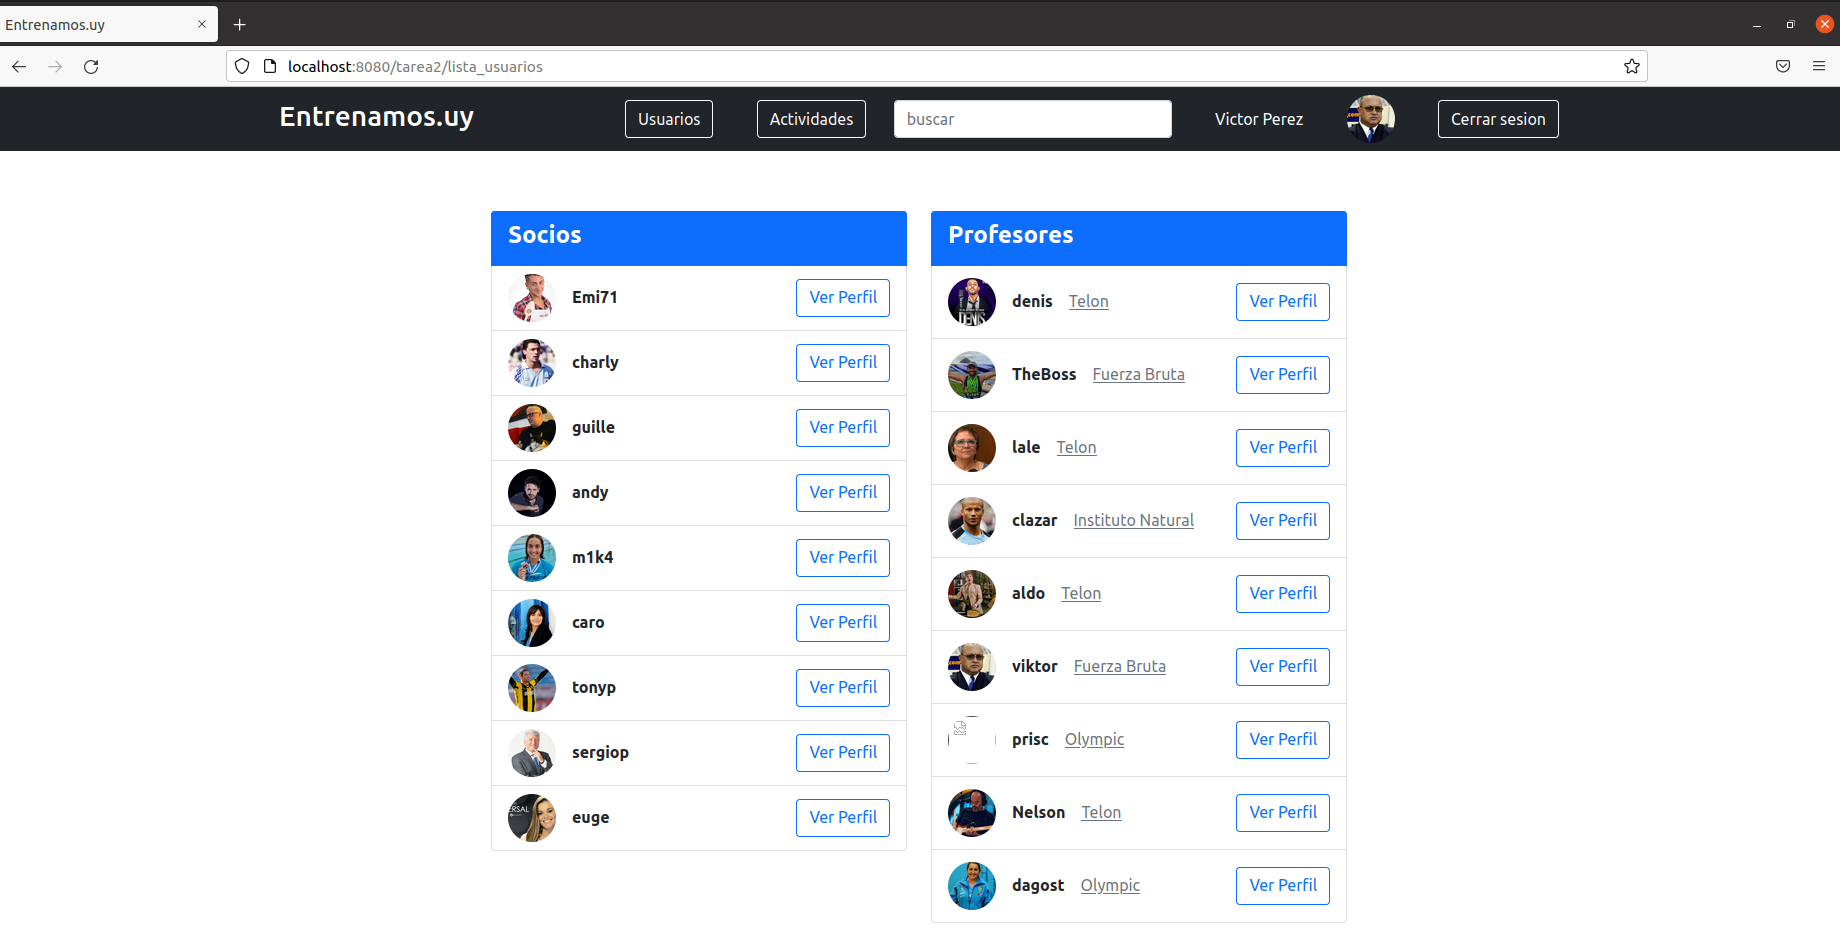 Entrenamos.uy
localhost:8080/tarea2/lista_usuarios
Entrenamos.uy
Usuarios
Actividades
buscar
Victor Perez
Cerrar sesion
Socios
Emi71 Ver Perfil
charly Ver Perfil
guille Ver Perfil
andy Ver Perfil
m1k4 Ver Perfil
caro Ver Perfil
tonyp Ver Perfil
sergiop Ver Perfil
euge Ver Perfil
Profesores
denis Telon Ver Perfil
DENIS
TheBoss Fuerza Bruta Ver Perfil
lale Telon Ver Perfil
clazar Instituto Natural Ver Perfil
aldo Telon Ver Perfil
viktor Fuerza Bruta Ver Perfil
prisc Olympic Ver Perfil
Nelson Telon Ver Perfil
dagost Olympic Ver Perfil